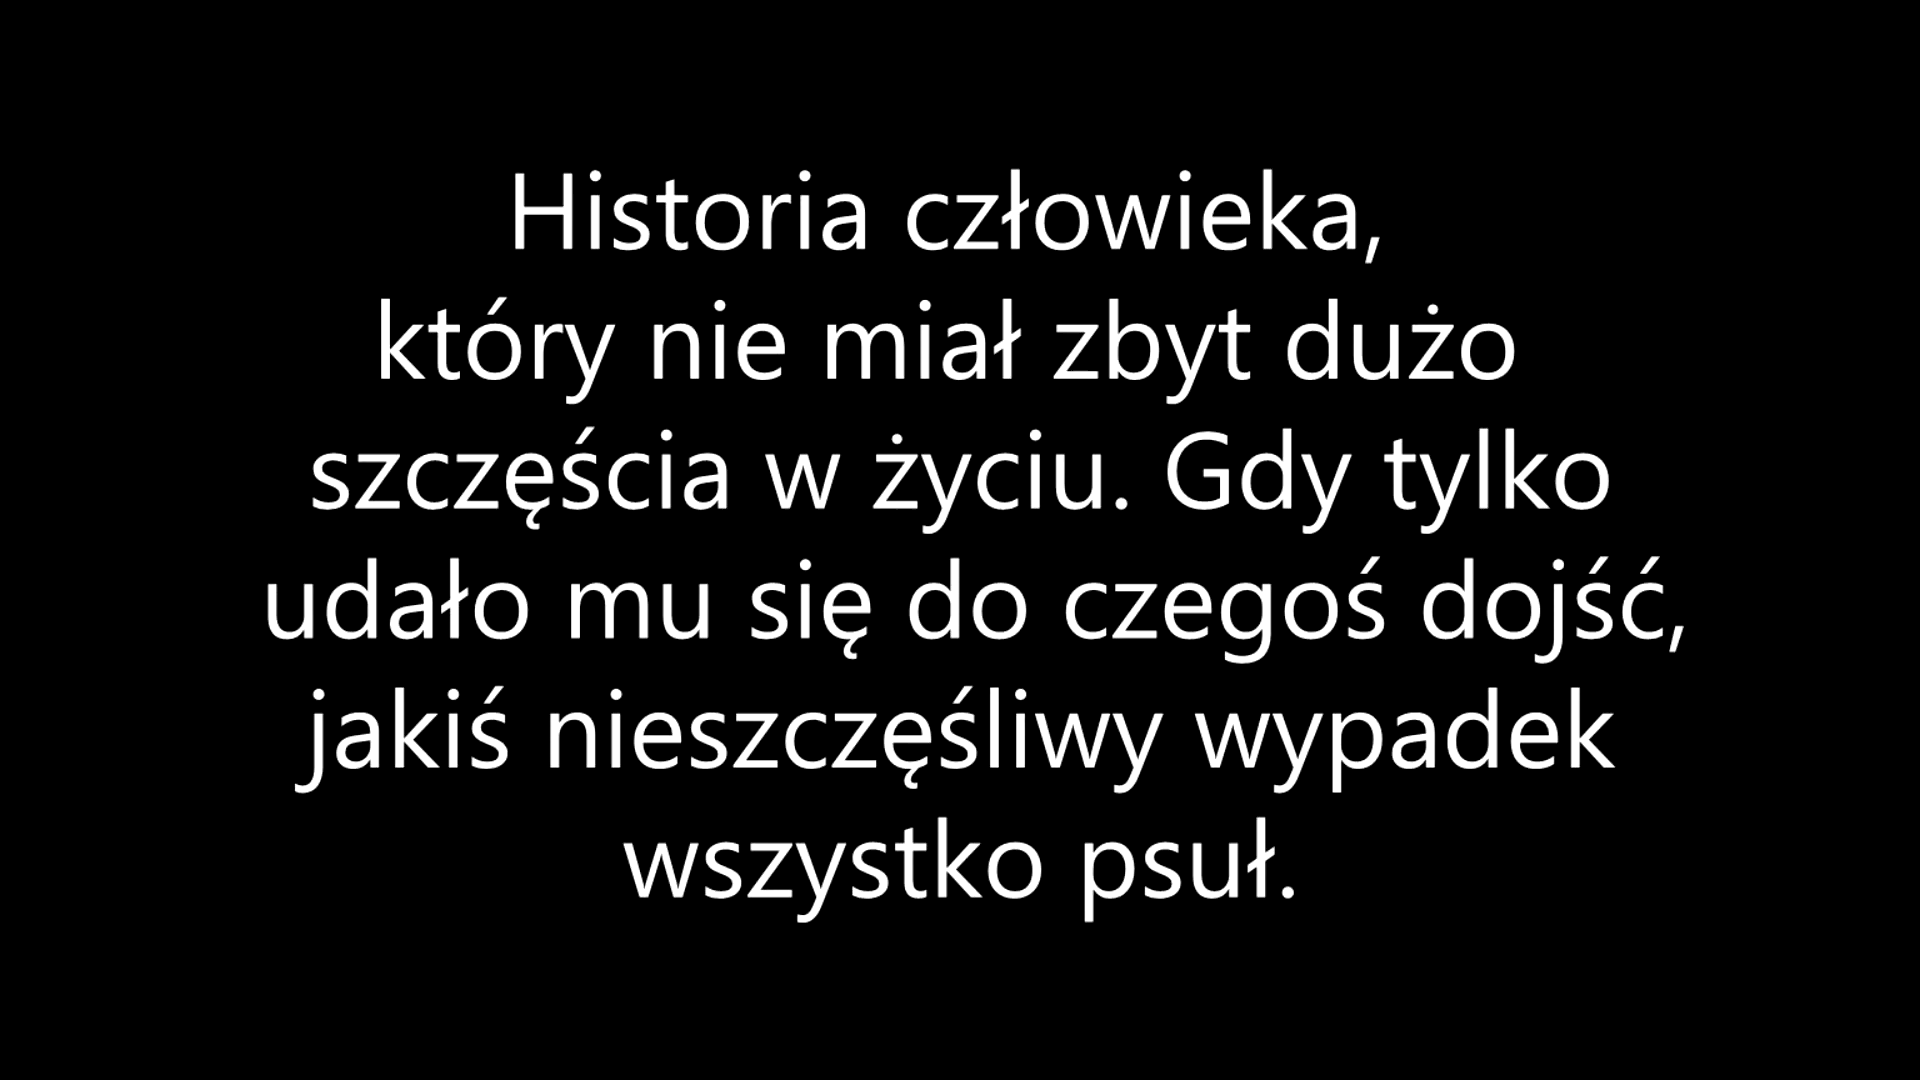 Historia człowieka,
który nie miał zbyt dużo
szczęścia w życiu. Gdy tylko
udało mu się do czegoś dojść,
jakiś nieszczęśliwy wypadek
wszystko psuł.